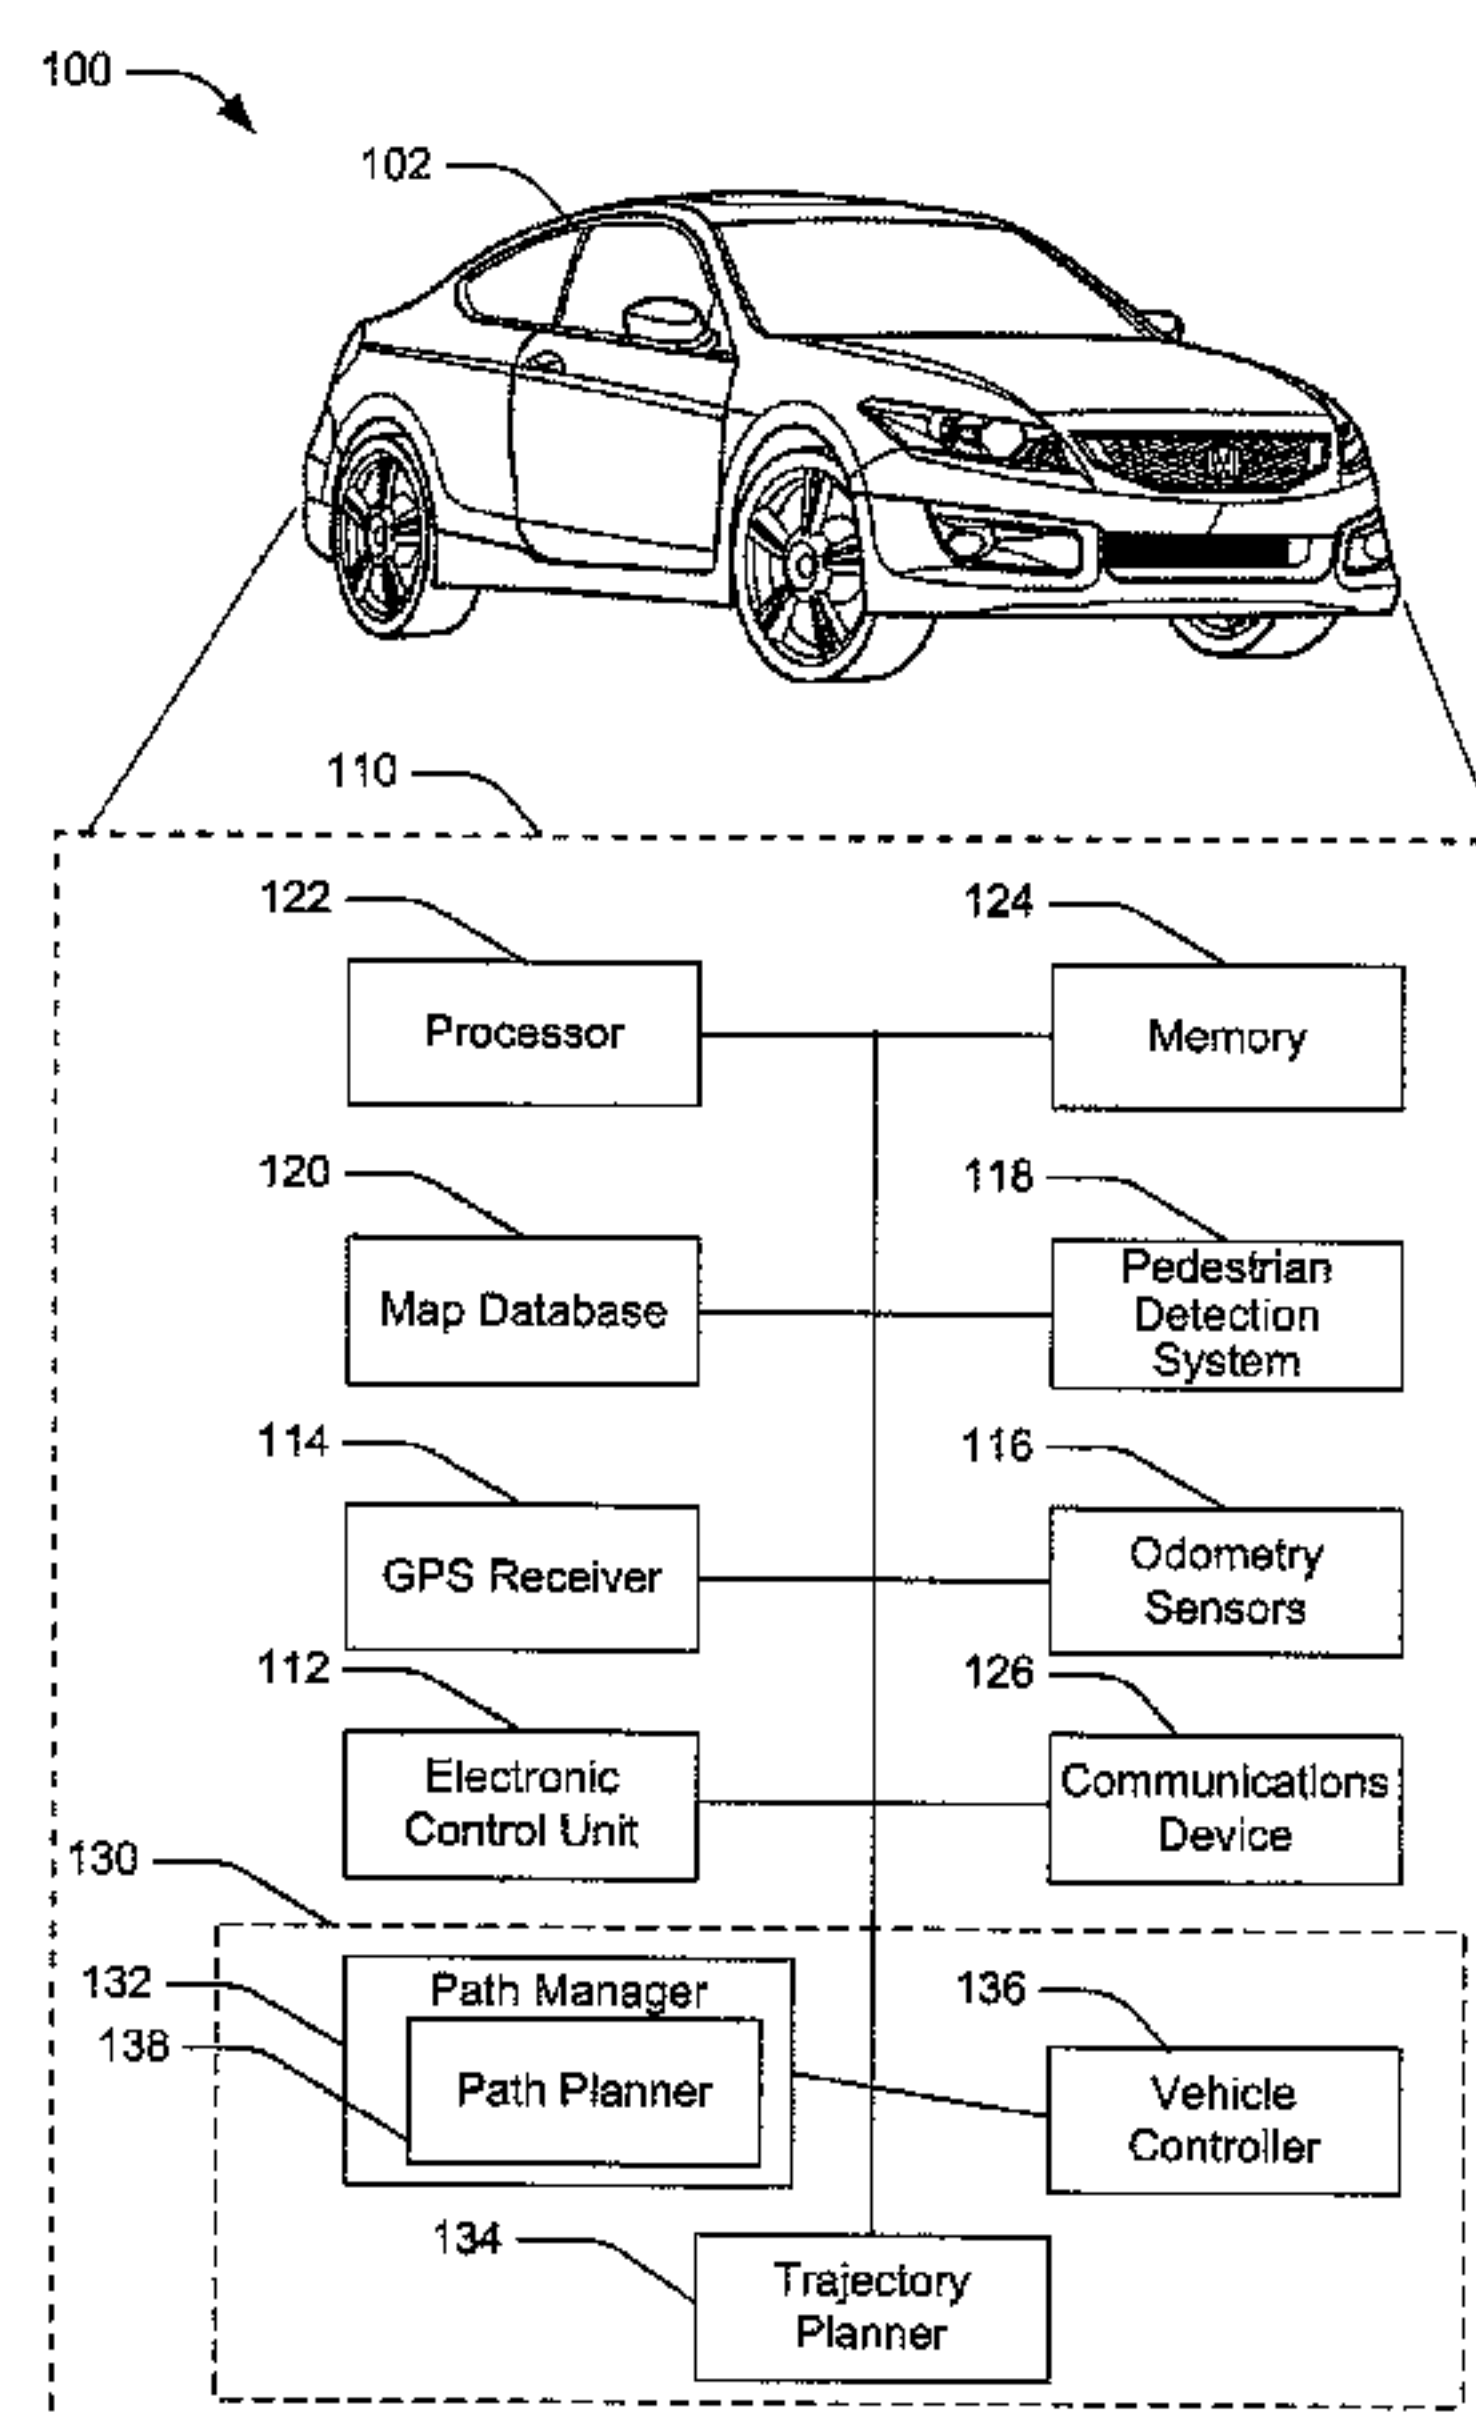 100
102
110
122
124
Processor
Memory
120
118
Map Database
Pedestrian
Detection
System
114
116
GPS Receiver
Odometry
Sensors
112
126
Electronic
Control Unit
Communications
Device
130
132
Path Manager
136
138
Path Planner
Vehicle
Controller
134
Trajectory
Planner